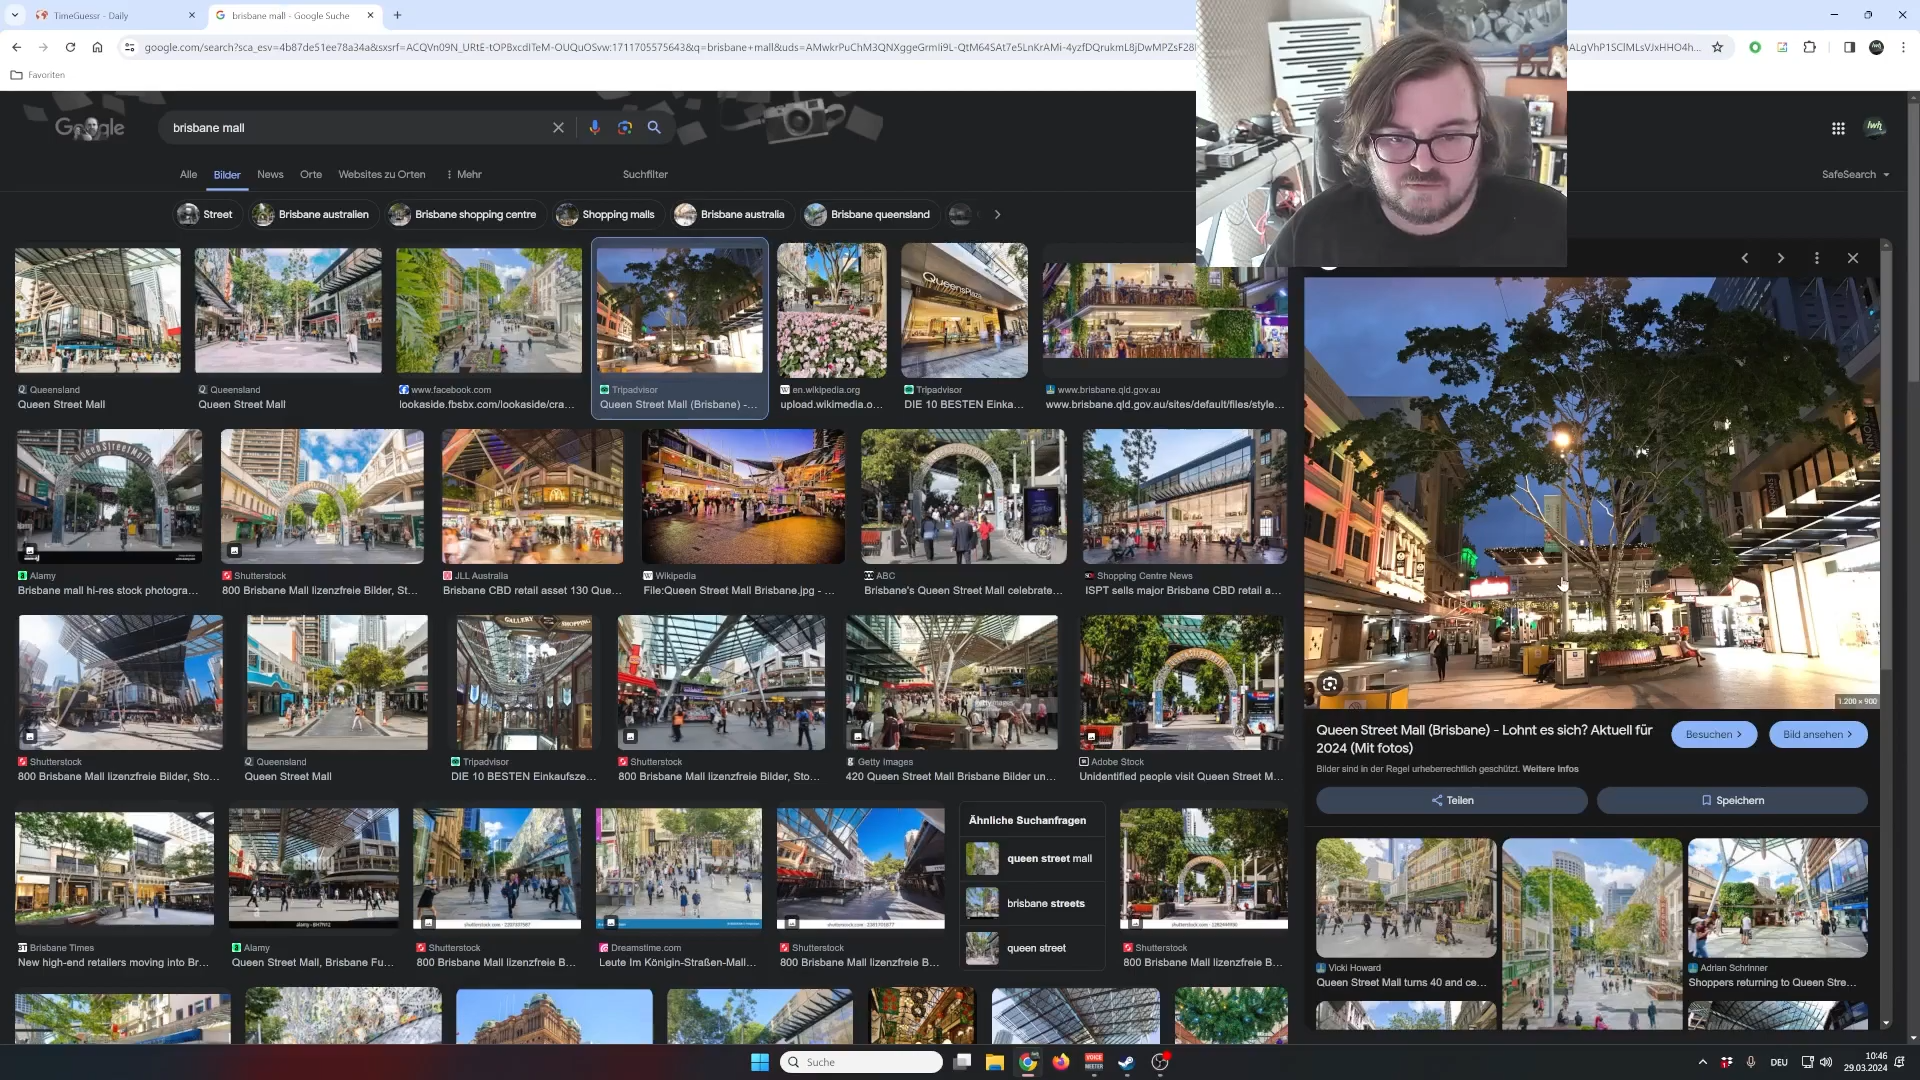 TimeGuessr - Daily
brisbane mall - Google Suche
google.com/search?sca_esv=4b87de51ee78a34a&sxsrf=ACQVn09N_URtE-tOPBxcdITeM-OUQuOSvw:1711705575643&q=brisbane+mall&uds=
Favoriten
brisbane mall
Alle
Bilder
News
Orte
Websites zu Orten
Mehr
Suchfilter
SafeSearch
Street
Brisbane australien
Brisbane shopping centre
Shopping malls
Brisbane australia
Brisbane queensland
QueensPlaza
Queensland
Queen Street Mall
Queensland
Queen Street Mall
www.facebook.com
lookaside.fbsbx.com/lookaside/cra...
Tripadvisor
Queen Street Mall (Brisbane) -...
en.wikipedia.org
upload.wikimedia.o...
Tripadvisor
DIE 10 BESTEN Einka...
www.brisbane.qld.gov.au
www.brisbane.qld.gov.au/sites/default/files/style...
Queen Street Mall
Alamy
Brisbane mall hi-res stock photogra...
Shutterstock
800 Brisbane Mall lizenzfreie Bilder, St...
JLL Australia
Brisbane CBD retail asset 130 Que...
Wikipedia
File:Queen Street Mall Brisbane.jpg - ...
ABC
Brisbane's Queen Street Mall celebrate...
Shopping Centre News
ISPT sells major Brisbane CBD retail a...
GALLERY
SHOPPING
Shutterstock
800 Brisbane Mall lizenzfreie Bilder, Sto...
Queensland
Queen Street Mall
Tripadvisor
DIE 10 BESTEN Einkaufsze...
Shutterstock
800 Brisbane Mall lizenzfreie Bilder, Sto...
Getty Images
420 Queen Street Mall Brisbane Bilder un...
Adobe Stock
Unidentified people visit Queen Street M...
Ähnliche Suchanfragen
queen street mall
brisbane streets
queen street
Brisbane Times
New high-end retailers moving into Br...
Alamy
Queen Street Mall, Brisbane Fu...
Shutterstock
800 Brisbane Mall lizenzfreie B...
Dreamstime.com
Leute Im Königin-Straßen-Mall...
Shutterstock
800 Brisbane Mall lizenzfreie B...
Shutterstock
800 Brisbane Mall lizenzfreie B...
1.200 × 900
Queen Street Mall (Brisbane) - Lohnt es sich? Aktuell für
2024 (Mit fotos)
Besuchen
Bild ansehen
Bilder sind in der Regel urheberrechtlich geschützt. Weitere Infos
Teilen
Speichern
Vicki Howard
Queen Street Mall turns 40 and ce...
Adrian Schrinner
Shoppers returning to Queen Stre...
Suche
DEU
10:46
29.03.2024